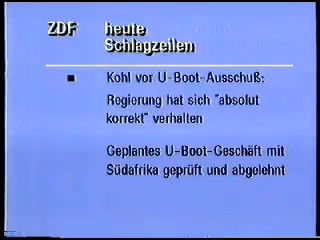 ZDF heute
Schlagzeilen
Kohl vor U-Boot-Ausschuß:
Regierung hat sich "absolut
korrekt" verhalten
Geplantes U-Boot-Geschäft mit
Südafrika geprüft und abgelehnt